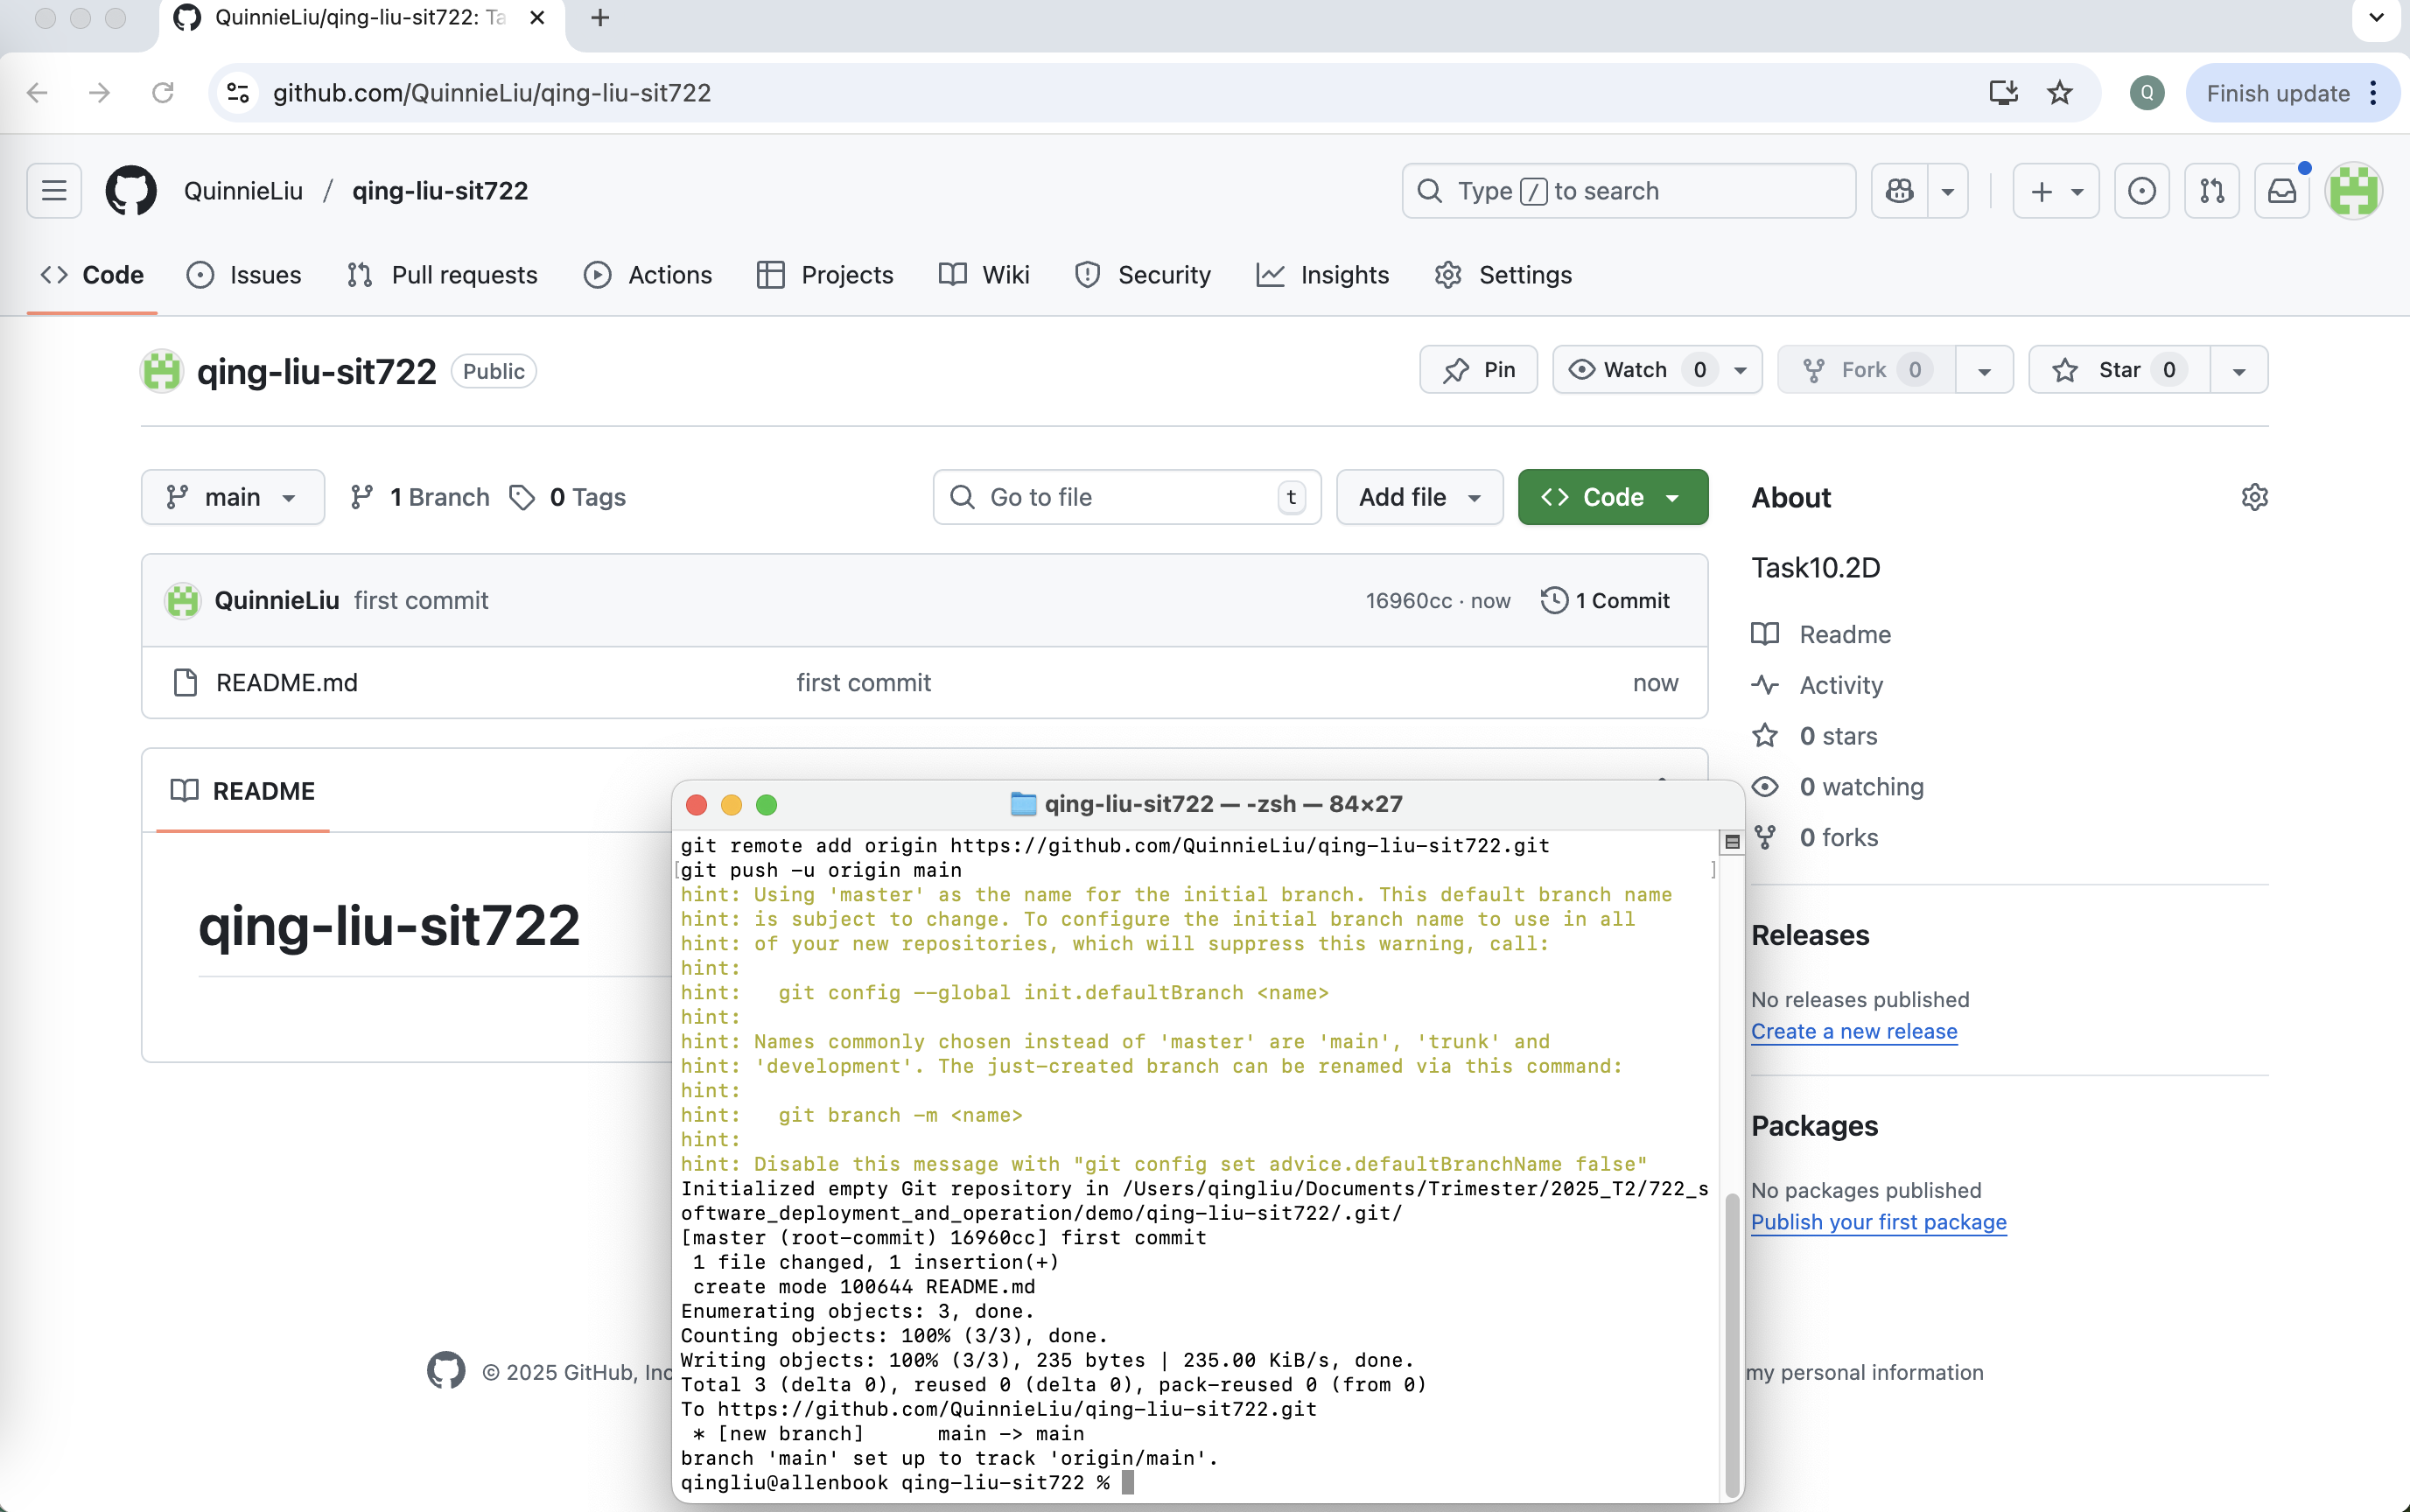 QuinnieLiu/qing-liu-sit722: Ta
github.com/QuinnieLiu/qing-liu-sit722
Q
Finish update
QuinnieLiu / qing-liu-sit722
Type / to search
Code
Issues
Pull requests
Actions
Projects
Wiki
Security
Insights
Settings
qing-liu-sit722
Public
Pin
Watch 0
Fork 0
Star 0
main
1 Branch
0 Tags
Go to file
t
Add file
Code
About
Task10.2D
QuinnieLiu first commit
16960cc · now
1 Commit
Readme
README.md
first commit
now
Activity
0 stars
0 watching
0 forks
README
qing-liu-sit722
Releases
No releases published
Create a new release
Packages
No packages published
Publish your first package
© 2025 GitHub, Inc
my personal information
qing-liu-sit722 — -zsh — 84×27
git remote add origin https://github.com/QuinnieLiu/qing-liu-sit722.git
[git push -u origin main ]
hint: Using 'master' as the name for the initial branch. This default branch name
hint: is subject to change. To configure the initial branch name to use in all
hint: of your new repositories, which will suppress this warning, call:
hint:
hint:   git config --global init.defaultBranch <name>
hint:
hint: Names commonly chosen instead of 'master' are 'main', 'trunk' and
hint: 'development'. The just-created branch can be renamed via this command:
hint:
hint:   git branch -m <name>
hint:
hint: Disable this message with "git config set advice.defaultBranchName false"
Initialized empty Git repository in /Users/qingliu/Documents/Trimester/2025_T2/722_s
oftware_deployment_and_operation/demo/qing-liu-sit722/.git/
[master (root-commit) 16960cc] first commit
 1 file changed, 1 insertion(+)
 create mode 100644 README.md
Enumerating objects: 3, done.
Counting objects: 100% (3/3), done.
Writing objects: 100% (3/3), 235 bytes | 235.00 KiB/s, done.
Total 3 (delta 0), reused 0 (delta 0), pack-reused 0 (from 0)
To https://github.com/QuinnieLiu/qing-liu-sit722.git
 * [new branch]      main -> main
branch 'main' set up to track 'origin/main'.
qingliu@allenbook qing-liu-sit722 %